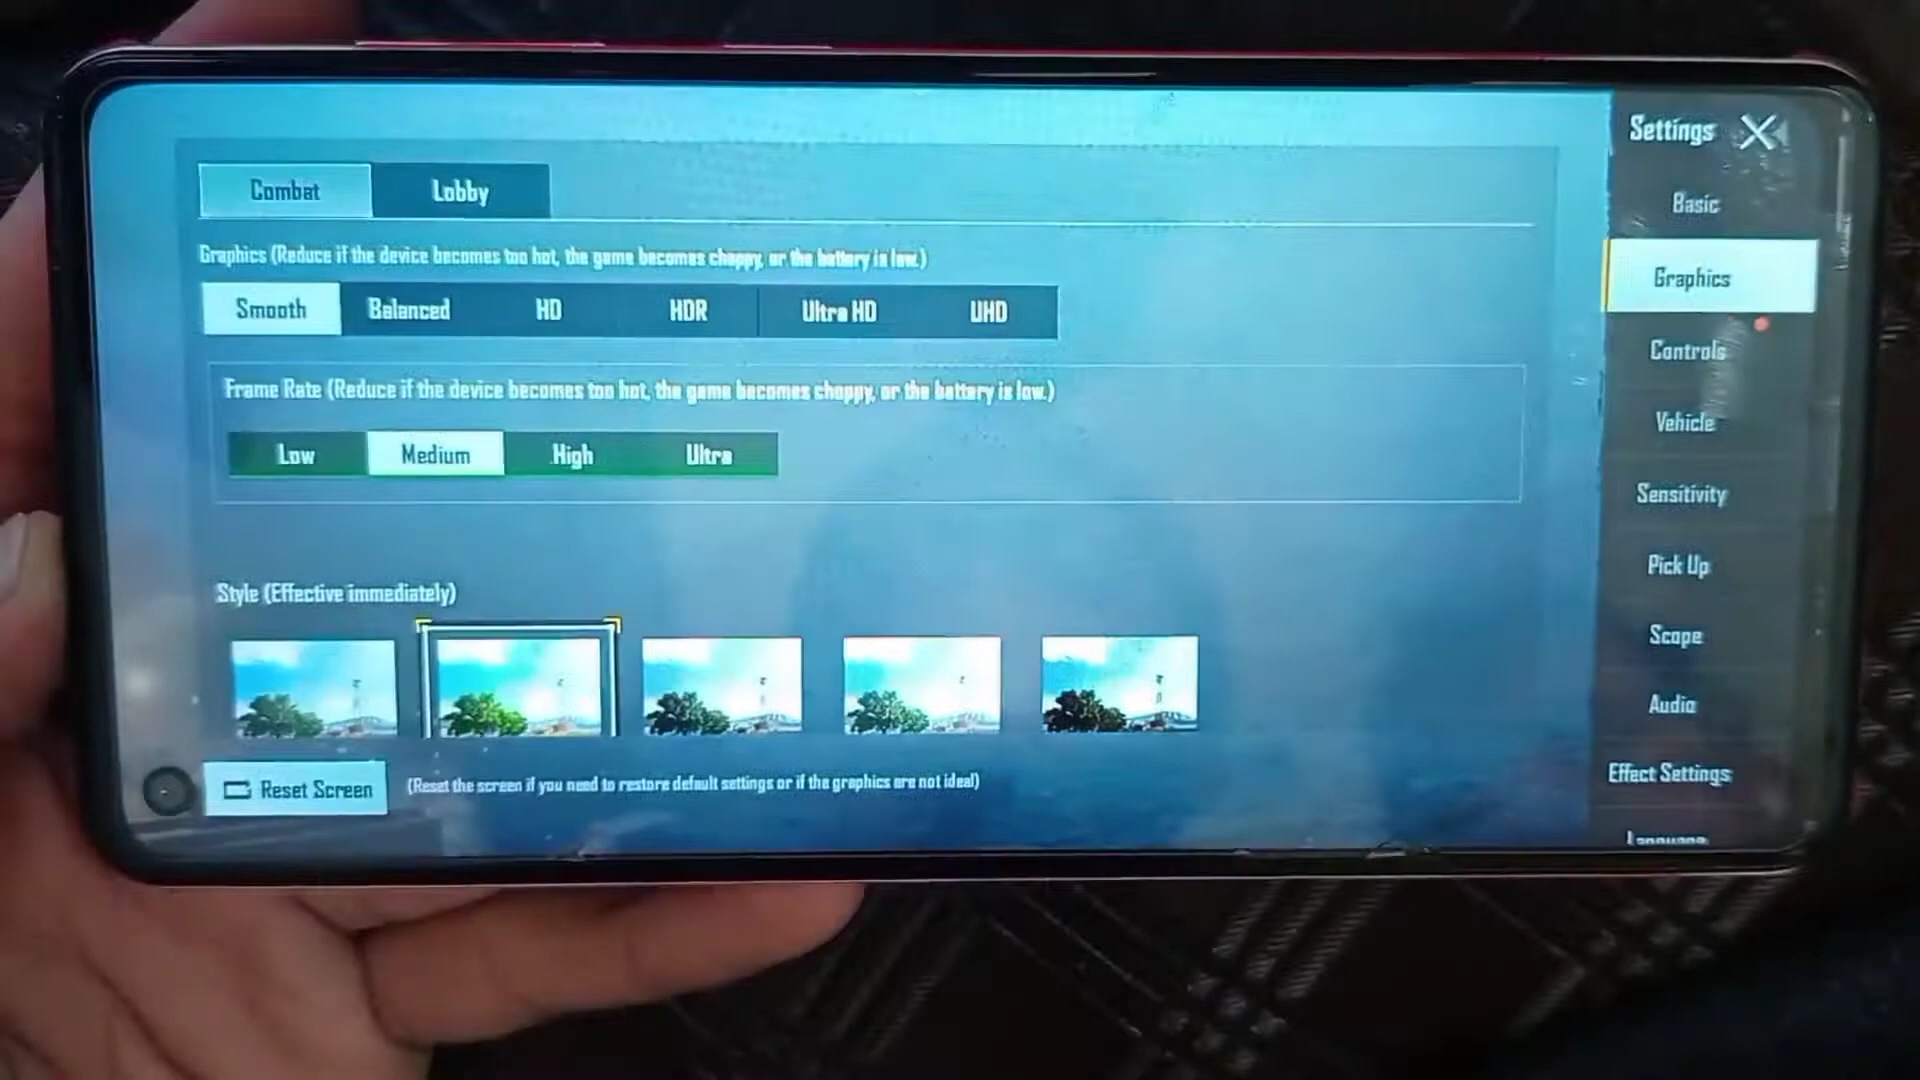 Settings
Combat
Lobby
Basic
Graphics (Reduce if the device becomes too hot, the game becomes choppy, or the battery is low.)
Graphics
Smooth
Balanced
HD
HDR
Ultra HD
UHD
Controls
Frame Rate (Reduce if the device becomes too hot, the game becomes choppy, or the battery is low.)
Vehicle
Low
Medium
High
Ultra
Sensitivity
Pick Up
Style (Effective immediately)
Scope
Audio
Effect Settings
Reset Screen
(Reset the screen if you need to restore default settings or if the graphics are not ideal)
Language